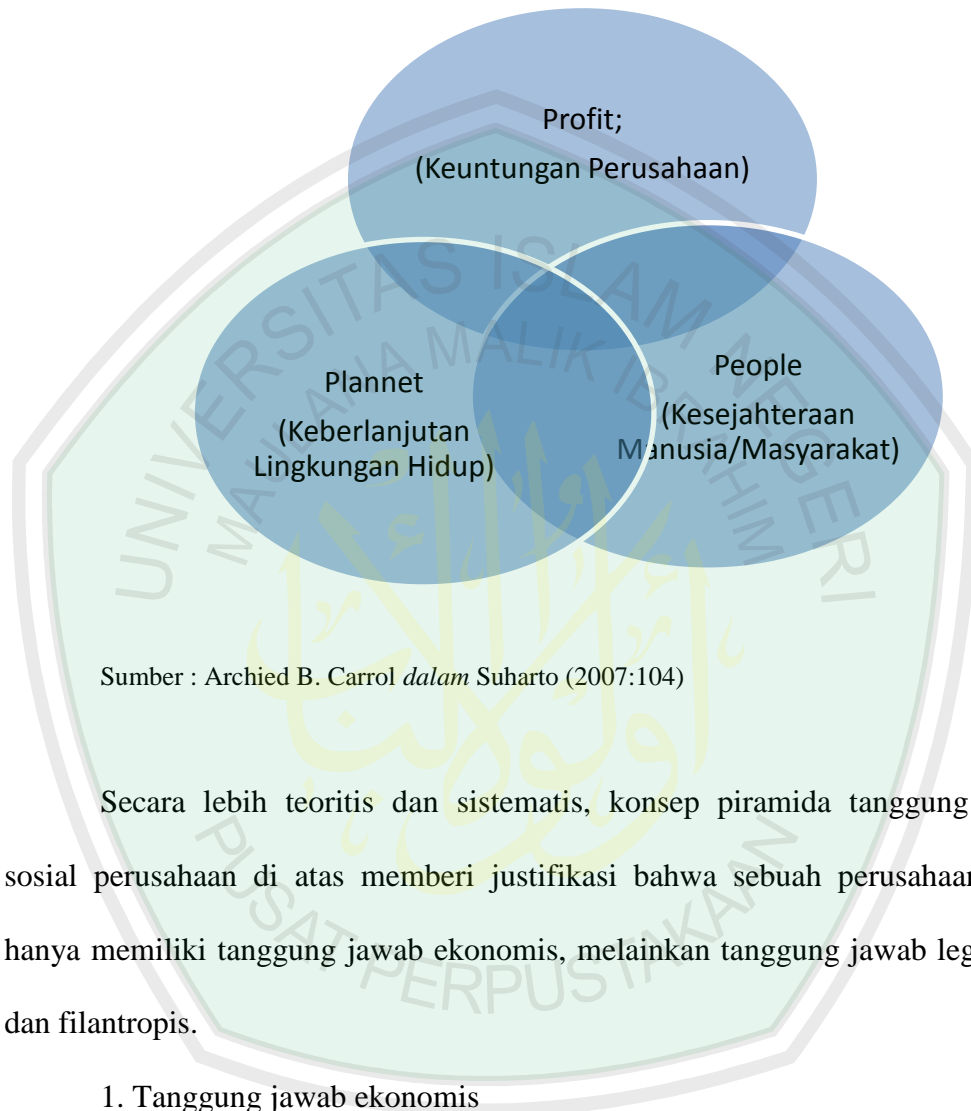 Profit;
(Keuntungan Perusahaan)
Plannet
(Keberlanjutan
Lingkungan Hidup)
People
(Kesejahteraan
Manusia/Masyarakat)
Sumber : Archied B. Carrol dalam Suharto (2007:104)
Secara lebih teoritis dan sistematis, konsep piramida tanggung
sosial perusahaan di atas memberi justifikasi bahwa sebuah perusahaan
hanya memiliki tanggung jawab ekonomis, melainkan tanggung jawab leg
dan filantropis.
1. Tanggung jawab ekonomis
UNIVERSITAS ISLAM NEGERI
MAULANA MALIK IBRAHIM
PUSAT PERPUSTAKAAN